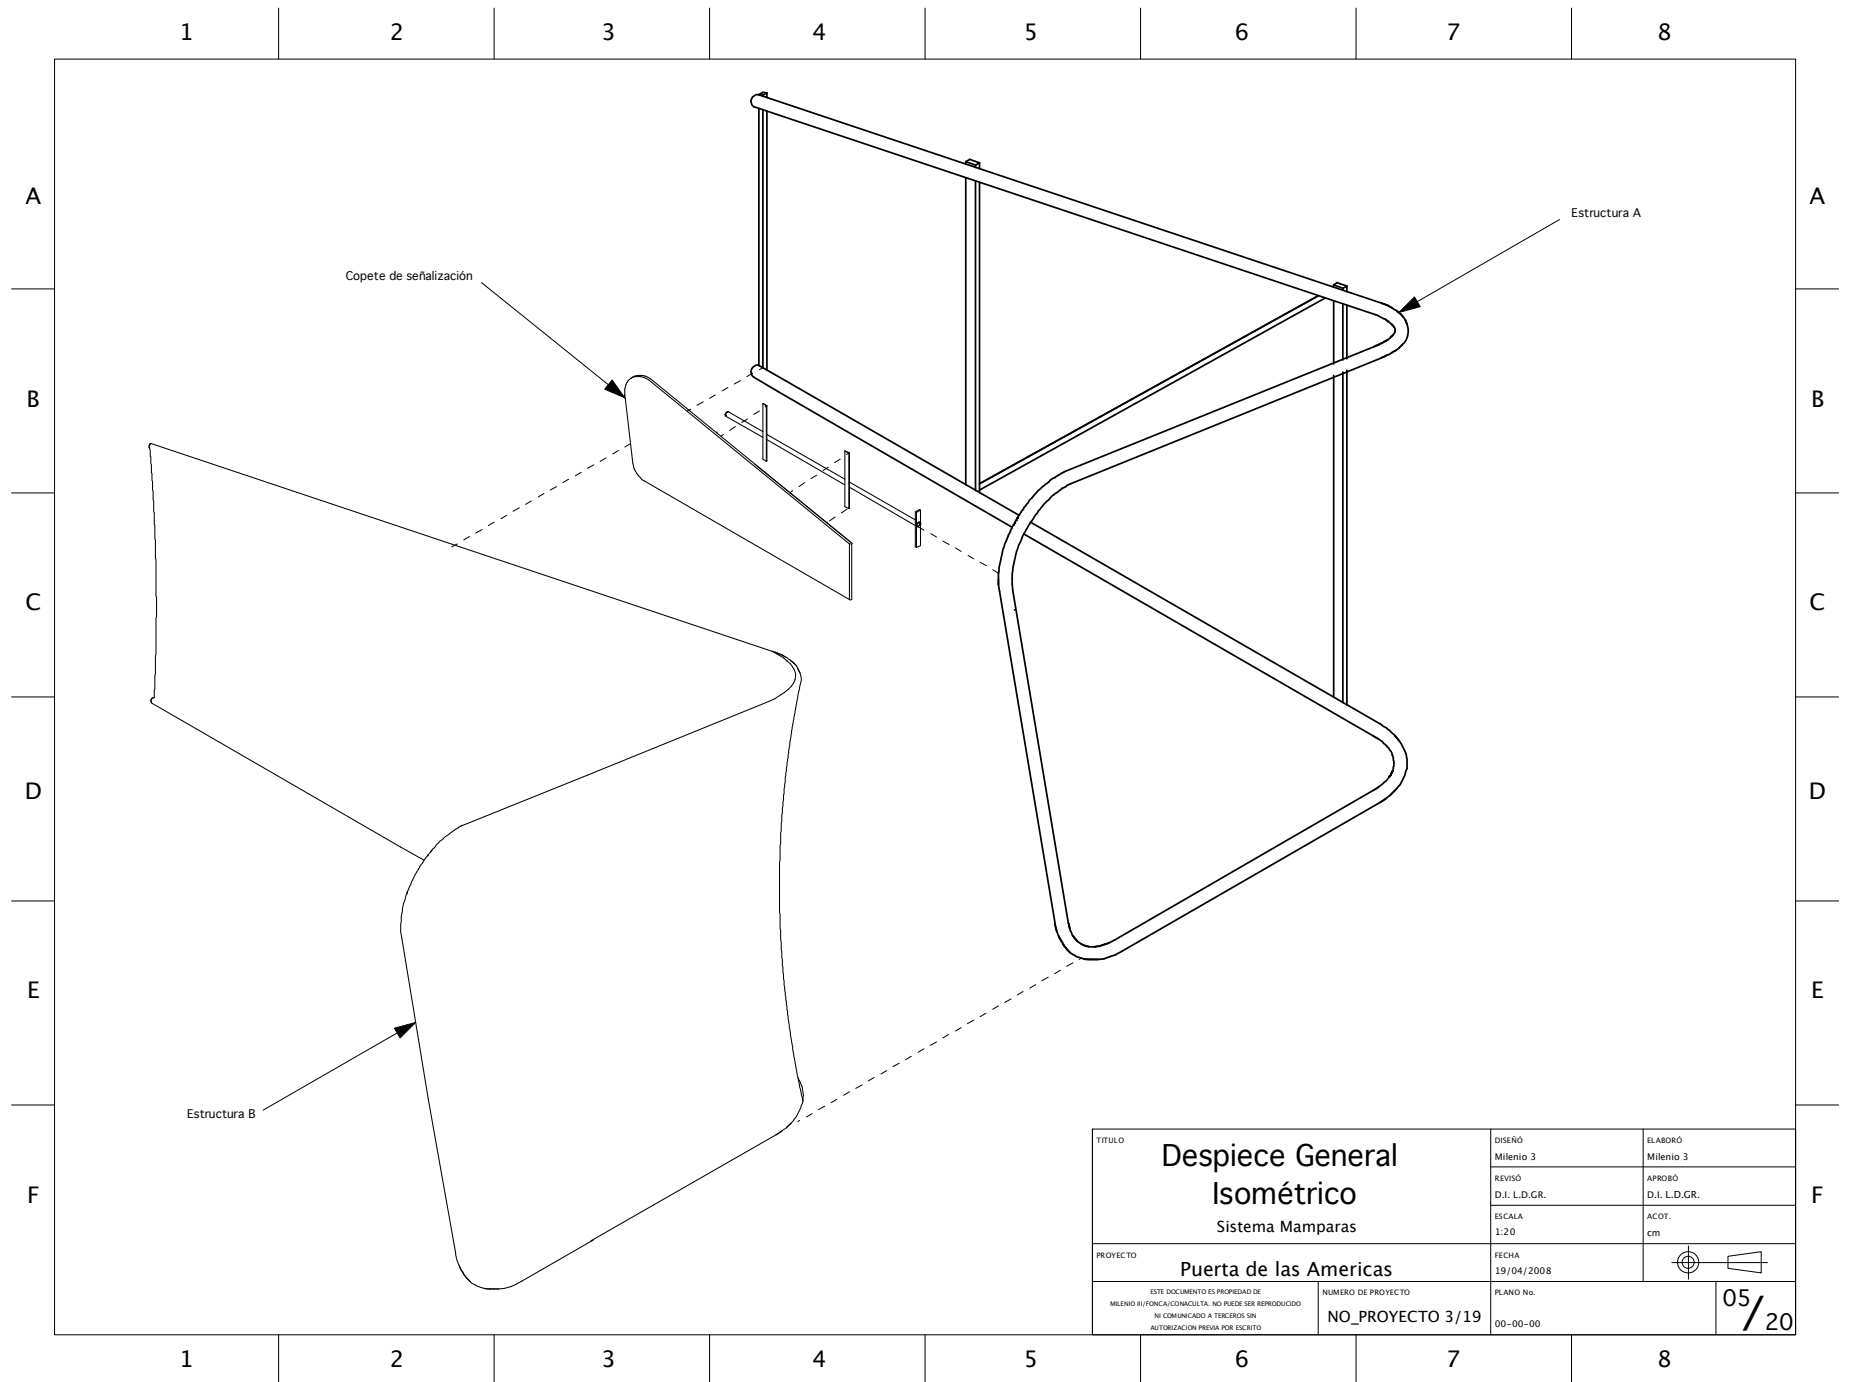 1 2 3 4 5 6 7 8
A A
Estructura A
Copete de señalización
B B
C C
D D
E E
Estructura B
F F
TITULO
Despiece General
Isométrico
Sistema Mamparas
DISEÑÓ
Milenio 3
ELABORÓ
Milenio 3
REVISÓ
D.I. L.D.GR.
APROBÓ
D.I. L.D.GR.
ESCALA
1:20
ACOT.
cm
PROYECTO
Puerta de las Americas
FECHA
19/04/2008
ESTE DOCUMENTO ES PROPIEDAD DE
MILENIO III/FONCA/CONACULTA. NO PUEDE SER REPRODUCIDO
NI COMUNICADO A TERCEROS SIN
AUTORIZACION PREVIA POR ESCRITO
NUMERO DE PROYECTO
NO_PROYECTO 3/19
PLANO No.
00-00-00
05/20
1 2 3 4 5 6 7 8